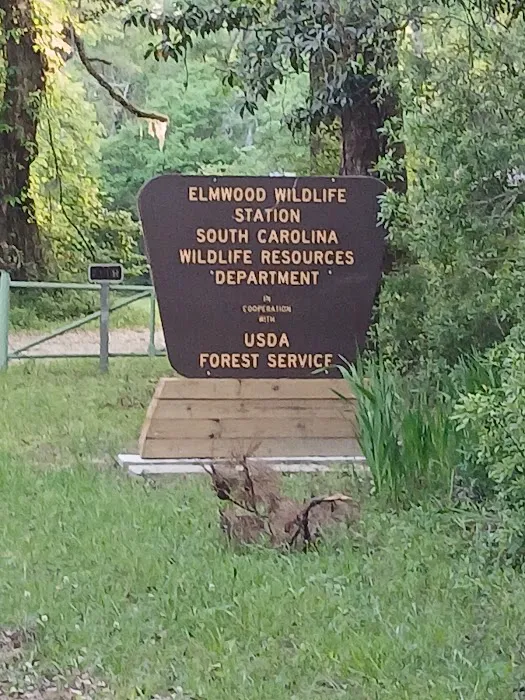 ELMWOOD WILDLIFE
STATION
SOUTH CAROLINA
WILDLIFE RESOURCES
DEPARTMENT
IN
COOPERATION
WITH
USDA
FOREST SERVICE